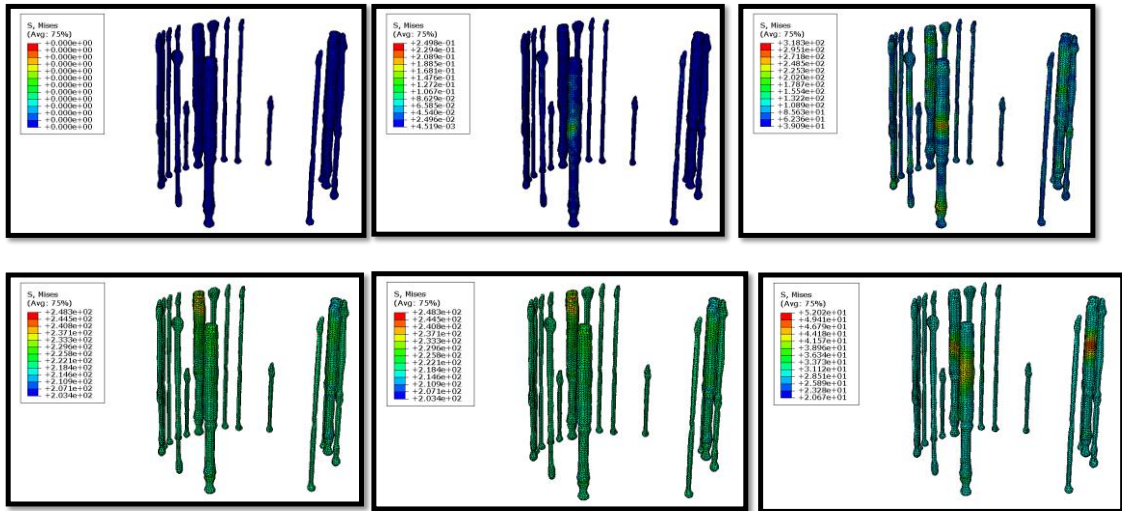 S, Mises
(Avg: 75%)
+0.000e+00
+0.000e+00
+0.000e+00
+0.000e+00
+0.000e+00
+0.000e+00
+0.000e+00
+0.000e+00
+0.000e+00
+0.000e+00
+0.000e+00
+0.000e+00
S, Mises
(Avg: 75%)
+2.498e-01
+2.294e-01
+2.089e-01
+1.885e-01
+1.681e-01
+1.476e-01
+1.272e-01
+1.067e-01
+8.629e-02
+6.585e-02
+4.540e-02
+2.496e-02
+4.519e-03
S, Mises
(Avg: 75%)
+3.183e+02
+2.951e+02
+2.718e+02
+2.485e+02
+2.253e+02
+2.020e+02
+1.787e+02
+1.554e+02
+1.322e+02
+1.089e+02
+8.563e+01
+6.236e+01
+3.909e+01
S, Mises
(Avg: 75%)
+2.483e+02
+2.445e+02
+2.408e+02
+2.371e+02
+2.333e+02
+2.296e+02
+2.258e+02
+2.221e+02
+2.184e+02
+2.146e+02
+2.109e+02
+2.071e+02
+2.034e+02
S, Mises
(Avg: 75%)
+2.483e+02
+2.445e+02
+2.408e+02
+2.371e+02
+2.333e+02
+2.296e+02
+2.258e+02
+2.221e+02
+2.184e+02
+2.146e+02
+2.109e+02
+2.071e+02
+2.034e+02
S, Mises
(Avg: 75%)
+5.202e+01
+4.941e+01
+4.679e+01
+4.418e+01
+4.157e+01
+3.896e+01
+3.634e+01
+3.373e+01
+3.112e+01
+2.851e+01
+2.589e+01
+2.328e+01
+2.067e+01